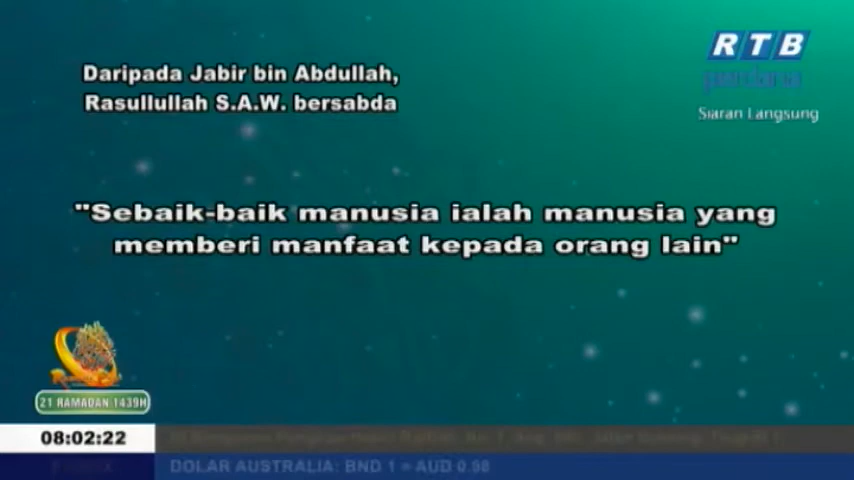 Daripada Jabir bin Abdullah,
Rasullullah S.A.W. bersabda
RTB
perdana
Siaran Langsung
"Sebaik-baik manusia ialah manusia yang
memberi manfaat kepada orang lain"
21 RAMADAN 1439H
08:02:22
DOLAR AUSTRALIA: BND 1 = AUD 0.98